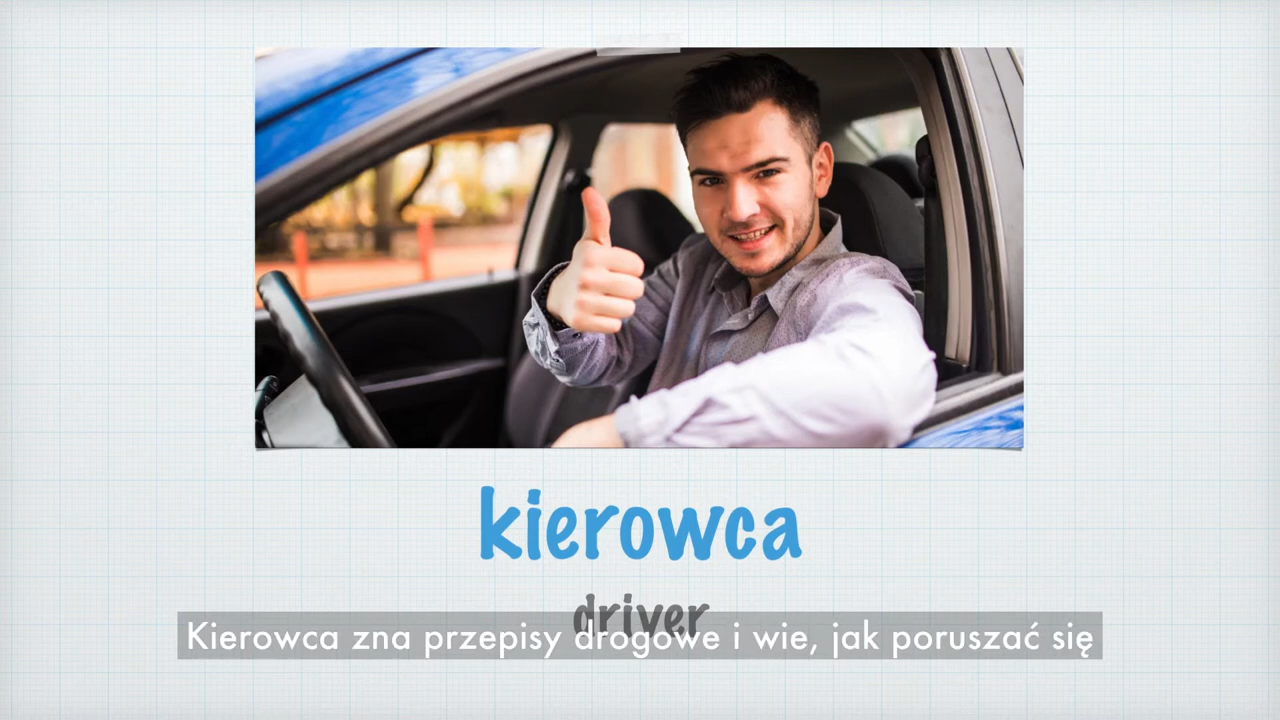 kierowca
driver
Kierowca zna przepisy drogowe i wie, jak poruszać się